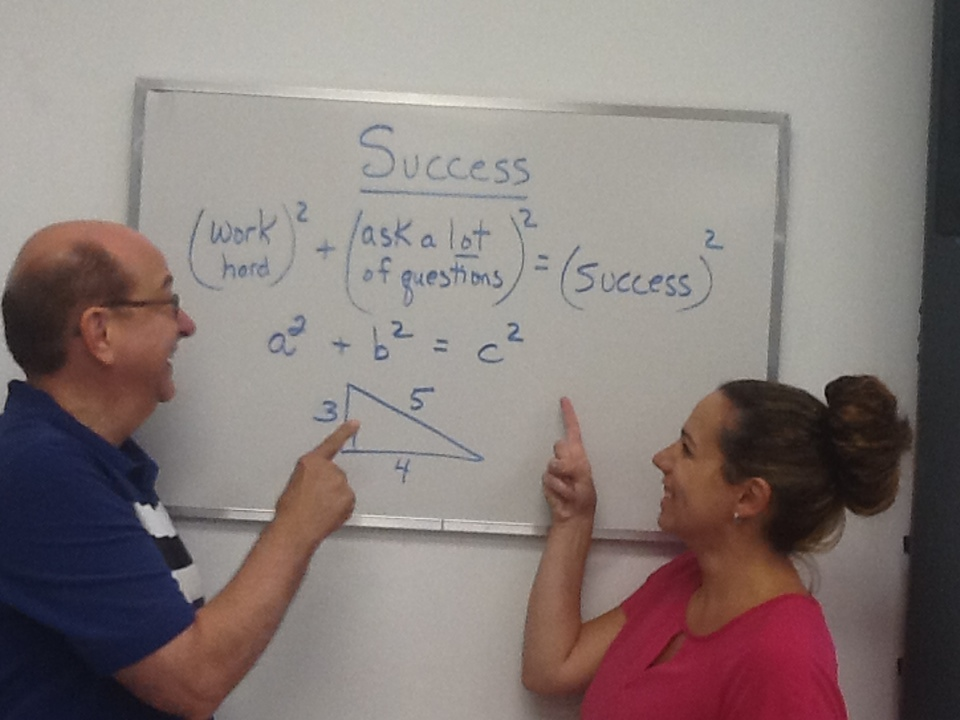 Success
(work hard)² + (ask a lot of questions)² = (Success)²
a² + b² = c²
3 5
4